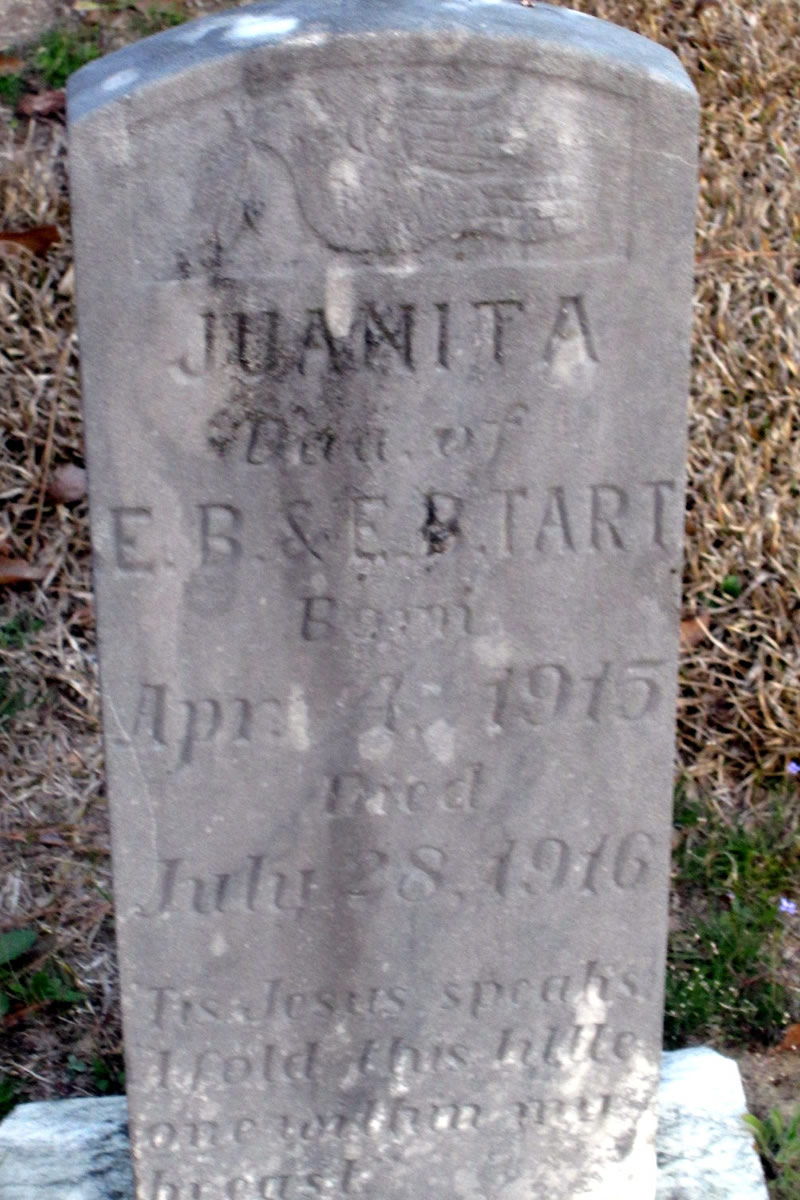 JUANITA
Dau. of
E. B. & E. B. TART
Born
Apr. 4, 1915
Died
July 28, 1916
Tis Jesus speaks
I fold this little
one within my
breast